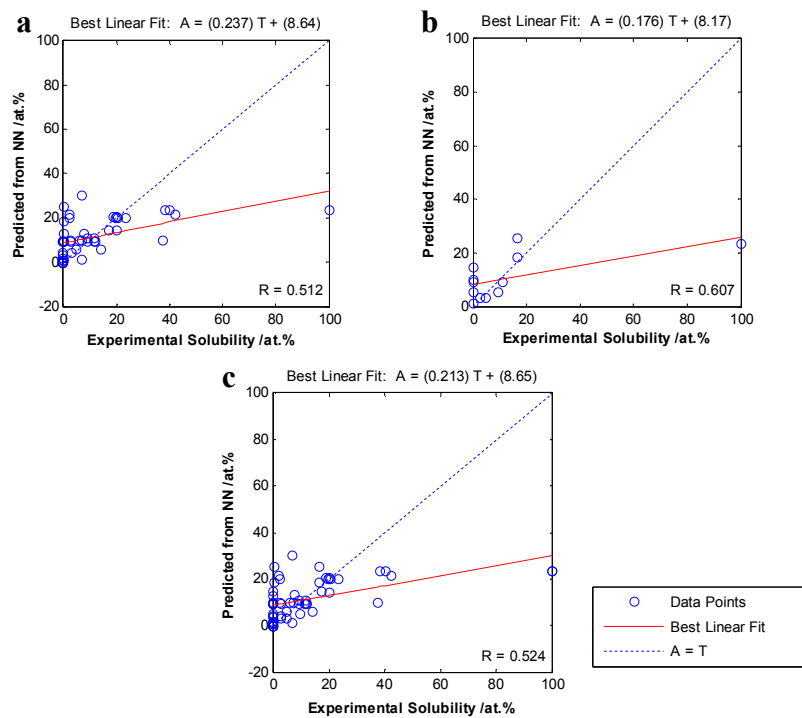 a
Best Linear Fit:  A = (0.237) T + (8.64)
100
80
60
40
20
0
-20
Predicted from NN /at.%
R = 0.512
0 20 40 60 80 100
Experimental Solubility /at.%
b
Best Linear Fit:  A = (0.176) T + (8.17)
100
80
60
40
20
0
Predicted from NN /at.%
R = 0.607
0 20 40 60 80 100
Experimental Solubility /at.%
c
Best Linear Fit:  A = (0.213) T + (8.65)
100
80
60
40
20
0
-20
Predicted from NN /at.%
R = 0.524
0 20 40 60 80 100
Experimental Solubility /at.%
Data Points
Best Linear Fit
A = T